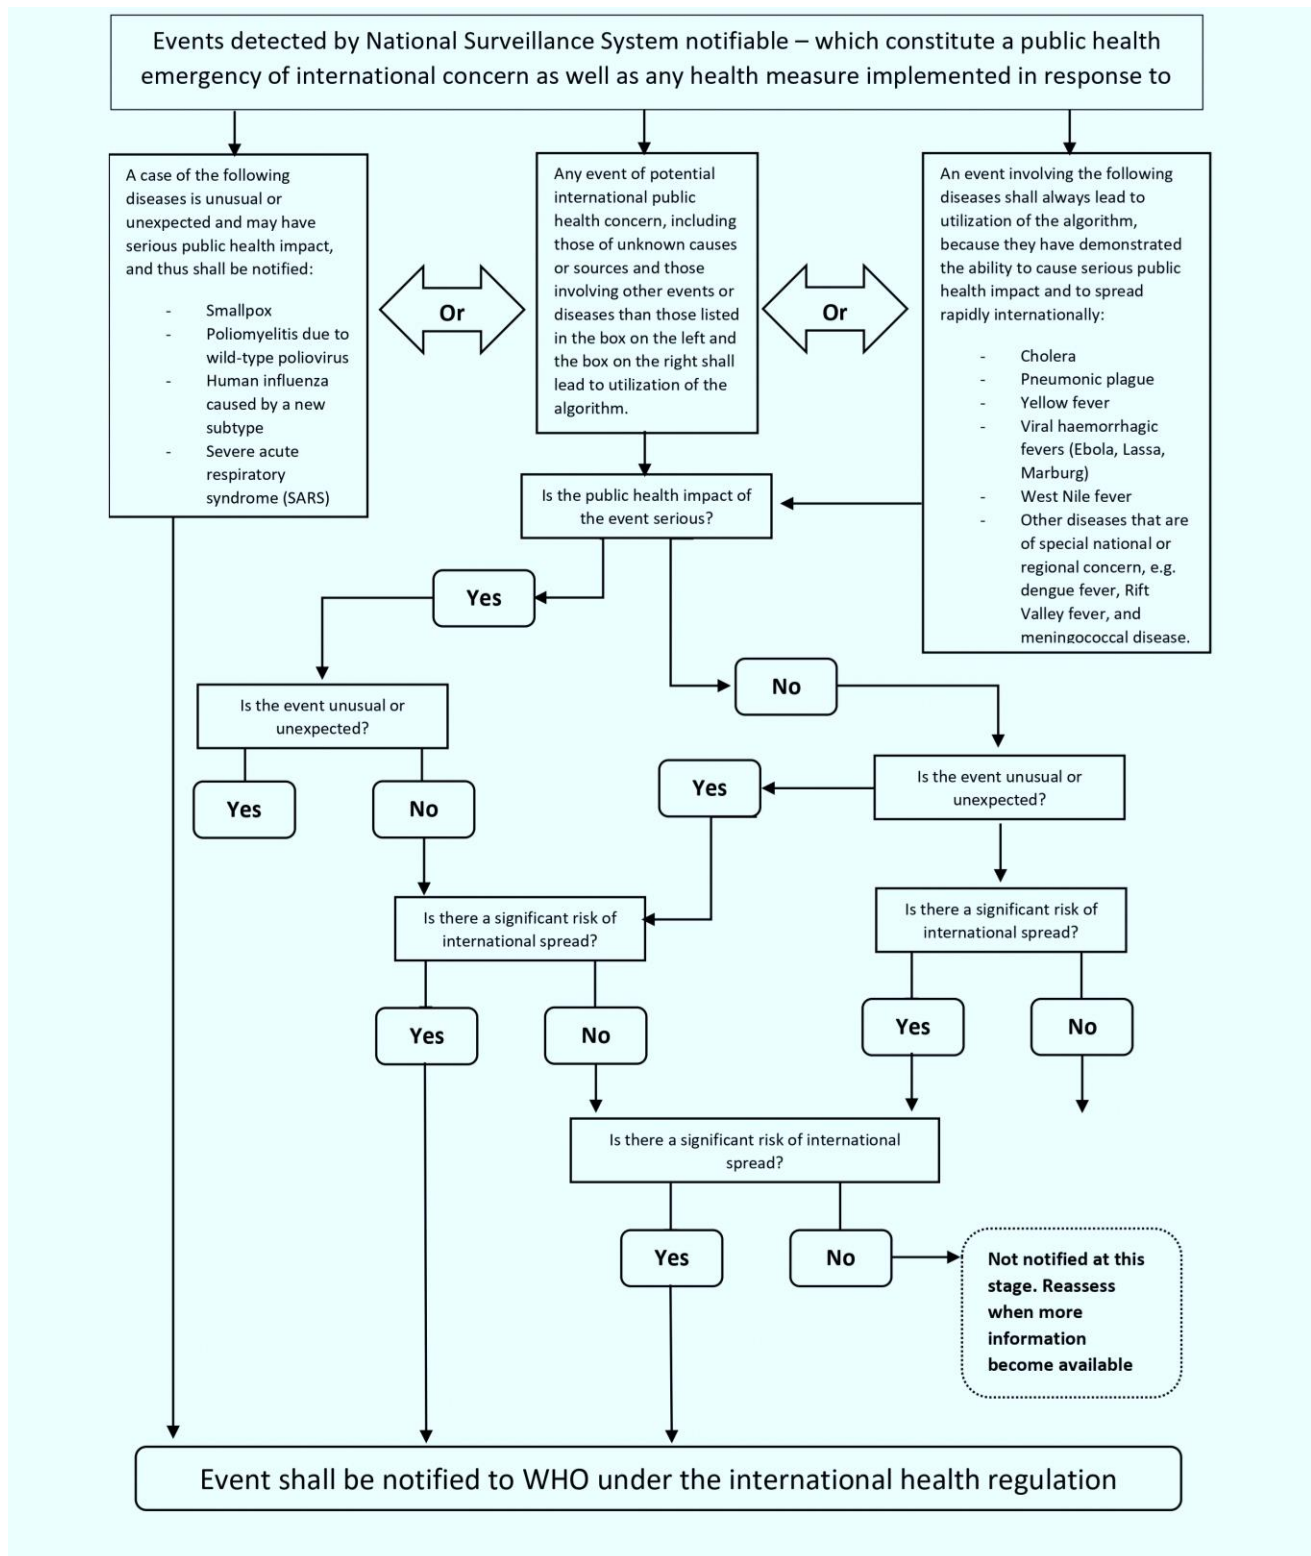 Events detected by National Surveillance System notifiable – which constitute a public health
emergency of international concern as well as any health measure implemented in response to
A case of the following
diseases is unusual or
unexpected and may have
serious public health impact,
and thus shall be notified:
- Smallpox
- Poliomyelitis due to
wild-type poliovirus
- Human influenza
caused by a new
subtype
- Severe acute
respiratory
syndrome (SARS)
Or
Any event of potential
international public
health concern, including
those of unknown causes
or sources and those
involving other events or
diseases than those listed
in the box on the left and
the box on the right shall
lead to utilization of the
algorithm.
Or
An event involving the following
diseases shall always lead to
utilization of the algorithm,
because they have demonstrated
the ability to cause serious public
health impact and to spread
rapidly internationally:
- Cholera
- Pneumonic plague
- Yellow fever
- Viral haemorrhagic
fevers (Ebola, Lassa,
Marburg)
- West Nile fever
- Other diseases that are
of special national or
regional concern, e.g.
dengue fever, Rift
Valley fever, and
meningococcal disease.
Is the public health impact of
the event serious?
Yes
No
Is the event unusual or
unexpected?
Yes
No
Is the event unusual or
unexpected?
Yes
Is there a significant risk of
international spread?
Is there a significant risk of
international spread?
Yes
No
Yes
No
Is there a significant risk of international
spread?
Yes
No
Not notified at this
stage. Reassess
when more
information
become available
Event shall be notified to WHO under the international health regulation